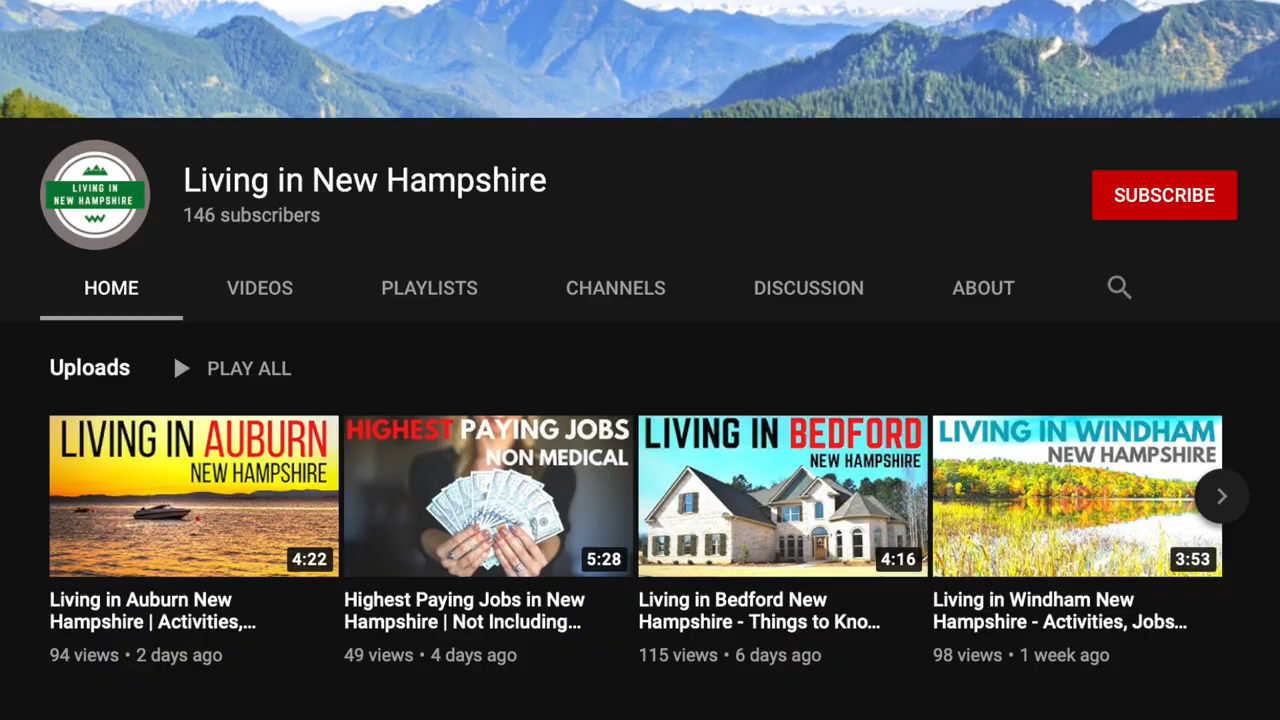 LIVING IN
NEW HAMPSHIRE
Living in New Hampshire
146 subscribers
SUBSCRIBE
HOME VIDEOS PLAYLISTS CHANNELS DISCUSSION ABOUT
Uploads PLAY ALL
LIVING IN AUBURN
NEW HAMPSHIRE
4:22
HIGHEST PAYING JOBS
NON MEDICAL
5:28
LIVING IN BEDFORD
NEW HAMPSHIRE
4:16
LIVING IN WINDHAM
NEW HAMPSHIRE
3:53
Living in Auburn New
Hampshire | Activities,...
94 views • 2 days ago
Highest Paying Jobs in New
Hampshire | Not Including...
49 views • 4 days ago
Living in Bedford New
Hampshire - Things to Kno...
115 views • 6 days ago
Living in Windham New
Hampshire - Activities, Jobs...
98 views • 1 week ago